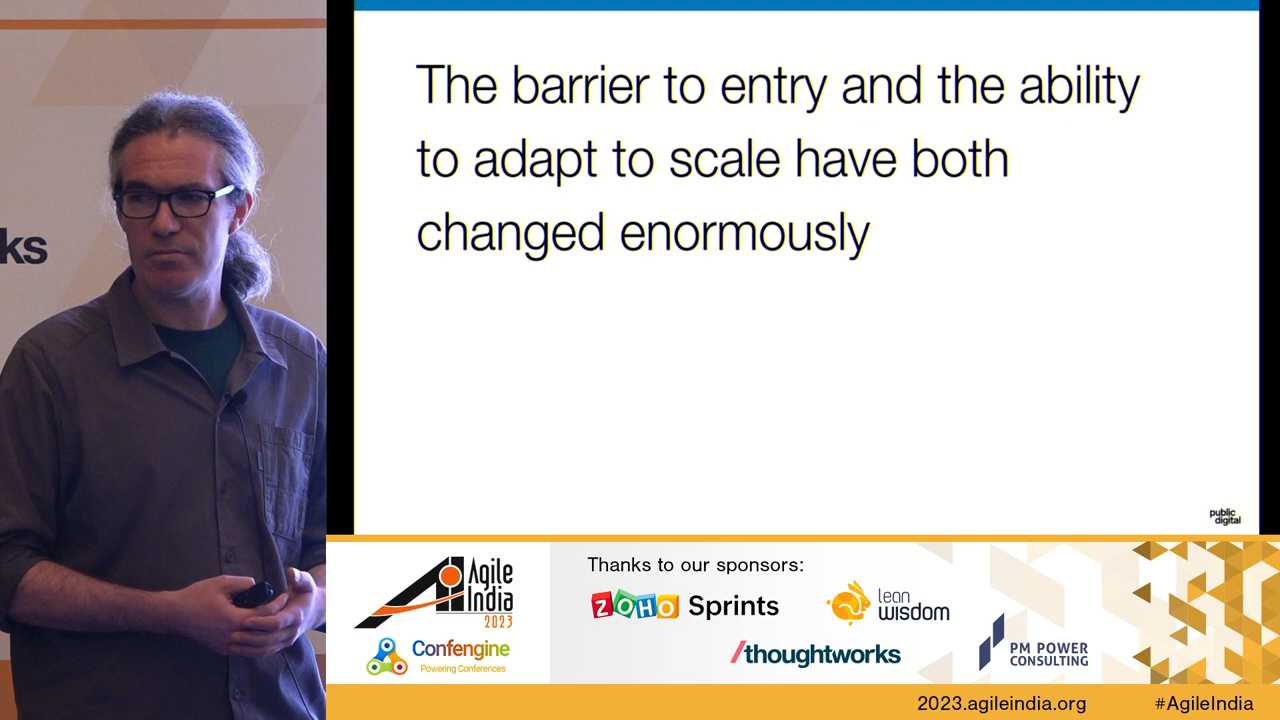 ks
The barrier to entry and the ability
to adapt to scale have both
changed enormously
public
digital
Agile
India
2023
Confengine
Powering Conferences
Thanks to our sponsors:
ZOHO Sprints
lean
wisdom
/thoughtworks
PM POWER
CONSULTING
2023.agileindia.org
#AgileIndia